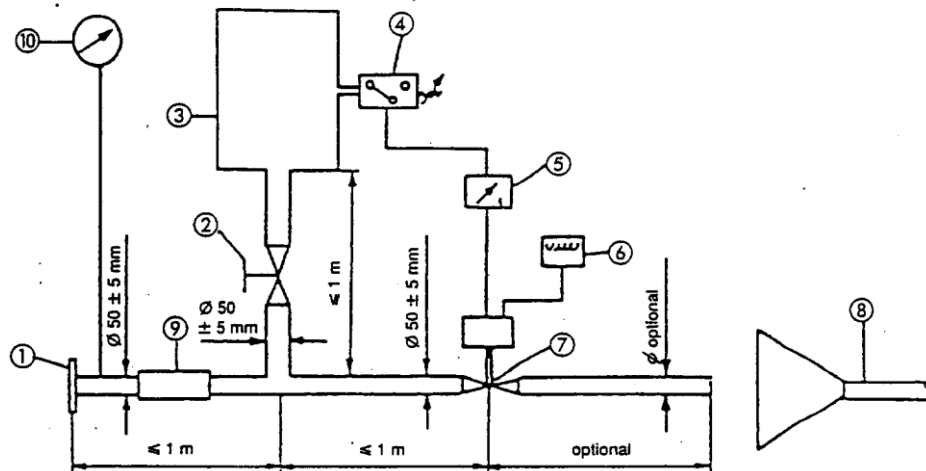 10
4
3
5
2
6
≤ 1 m
Ø 50 ± 5 mm
Ø 50 ± 5 mm
Ø 50
± 5 mm
Ø optional
8
9
7
1
≤ 1 m
≤ 1 m
optional